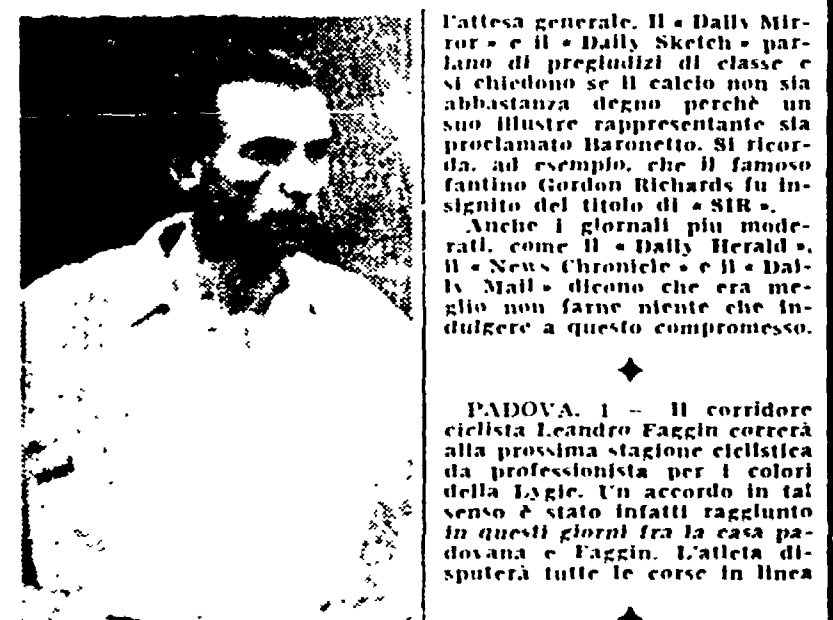 l'attesa generale. Il « Daily Mir-
ror » e il « Daily Sketch » par-
lano di pregiudizi di classe e
si chiedono se il calcio non sia
abbastanza degno perchè un
suo illustre rappresentante sia
proclamato Baronetto. Si ricor-
da, ad esempio, che il famoso
fantino Gordon Richards fu in-
signito del titolo di « SIR ».
Anche i giornali più mode-
rati, come il « Daily Herald »,
il « News Chronicle » e il « Dai-
ly Mail » dicono che era me-
glio non farne niente che in-
dulgere a questo compromesso.
PADOVA, 1 — Il corridore
ciclista Leandro Faggin correrà
alla prossima stagione ciclistica
da professionista per i colori
della Lygie. Un accordo in tal
senso è stato infatti raggiunto
in questi giorni fra la casa pa-
dovana e Faggin. L'atleta di-
sputerà tutte le corse in linea